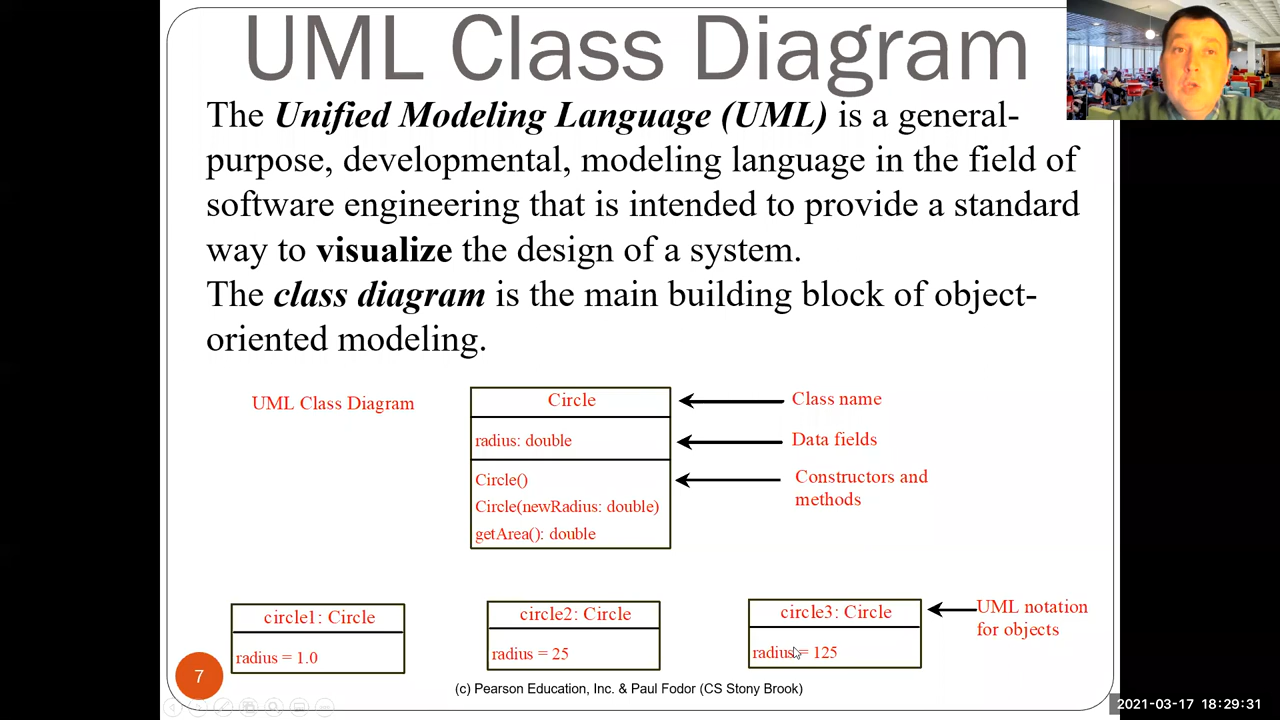 UML Class Diagram
The Unified Modeling Language (UML) is a general-
purpose, developmental, modeling language in the field of
software engineering that is intended to provide a standard
way to visualize the design of a system.
The class diagram is the main building block of object-
oriented modeling.
UML Class Diagram
Circle
Class name
radius: double
Data fields
Circle()
Circle(newRadius: double)
getArea(): double
Constructors and
methods
circle1: Circle
radius = 1.0
circle2: Circle
radius = 25
circle3: Circle
radius = 125
UML notation
for objects
7
(c) Pearson Education, Inc. & Paul Fodor (CS Stony Brook)
2021-03-17 18:29:31